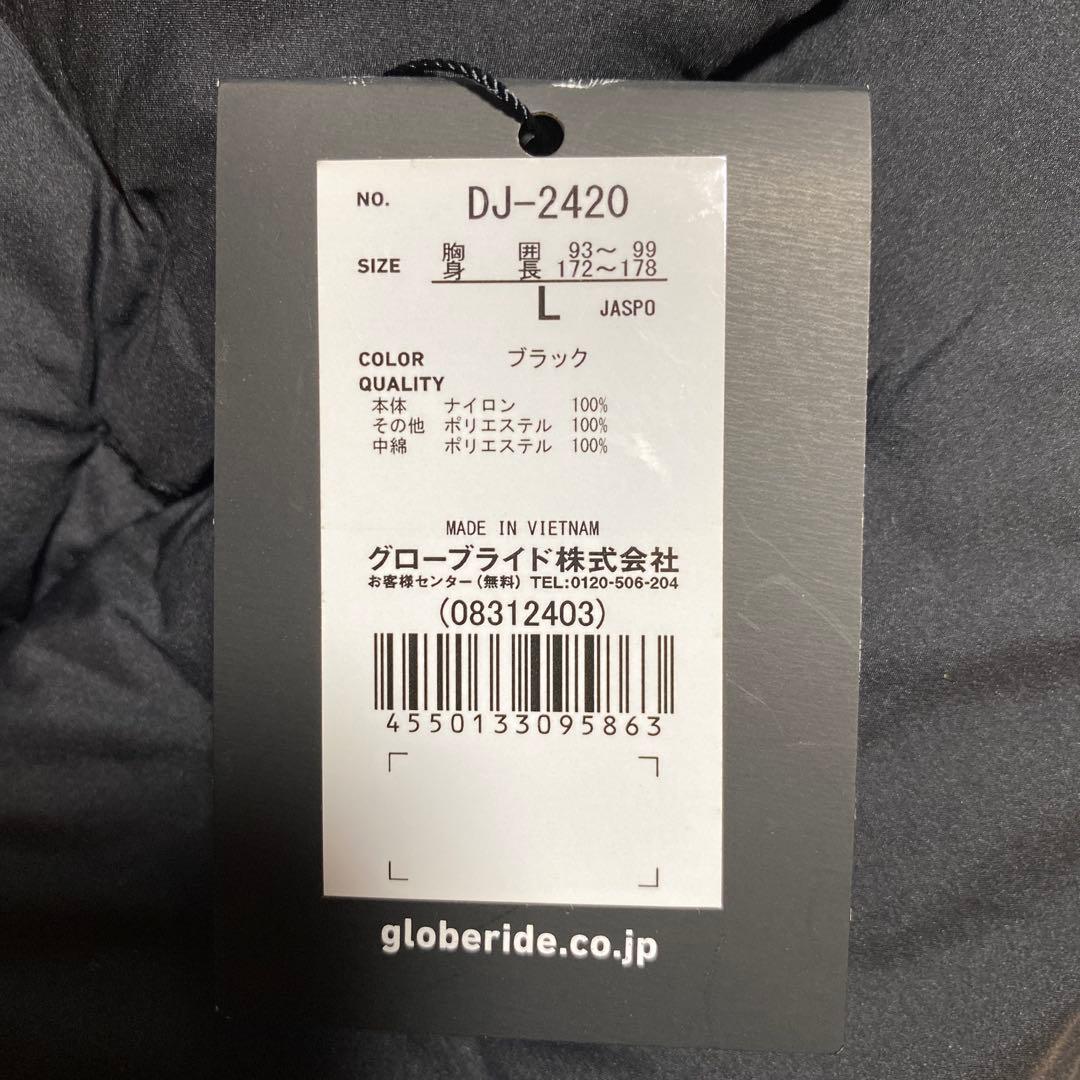 NO. DJ-2420
SIZE 胸囲 93～ 99
身長 172～178
L JASPO
COLOR ブラック
QUALITY
本体 ナイロン 100%
その他 ポリエステル 100%
中綿 ポリエステル 100%
MADE IN VIETNAM
グローブライド株式会社
お客様センター(無料) TEL:0120-506-204
(08312403)
4550133095863
globeride.co.jp